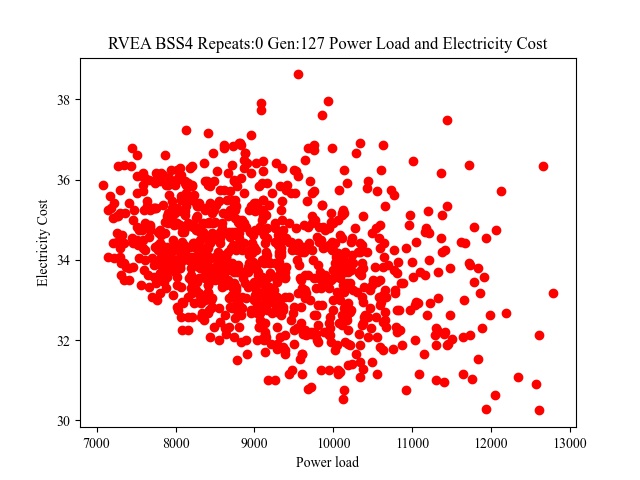 RVEA BSS4 Repeats:0 Gen:127 Power Load and Electricity Cost
38
36
34
32
30
Electricity Cost
7000 8000 9000 10000 11000 12000 13000
Power load